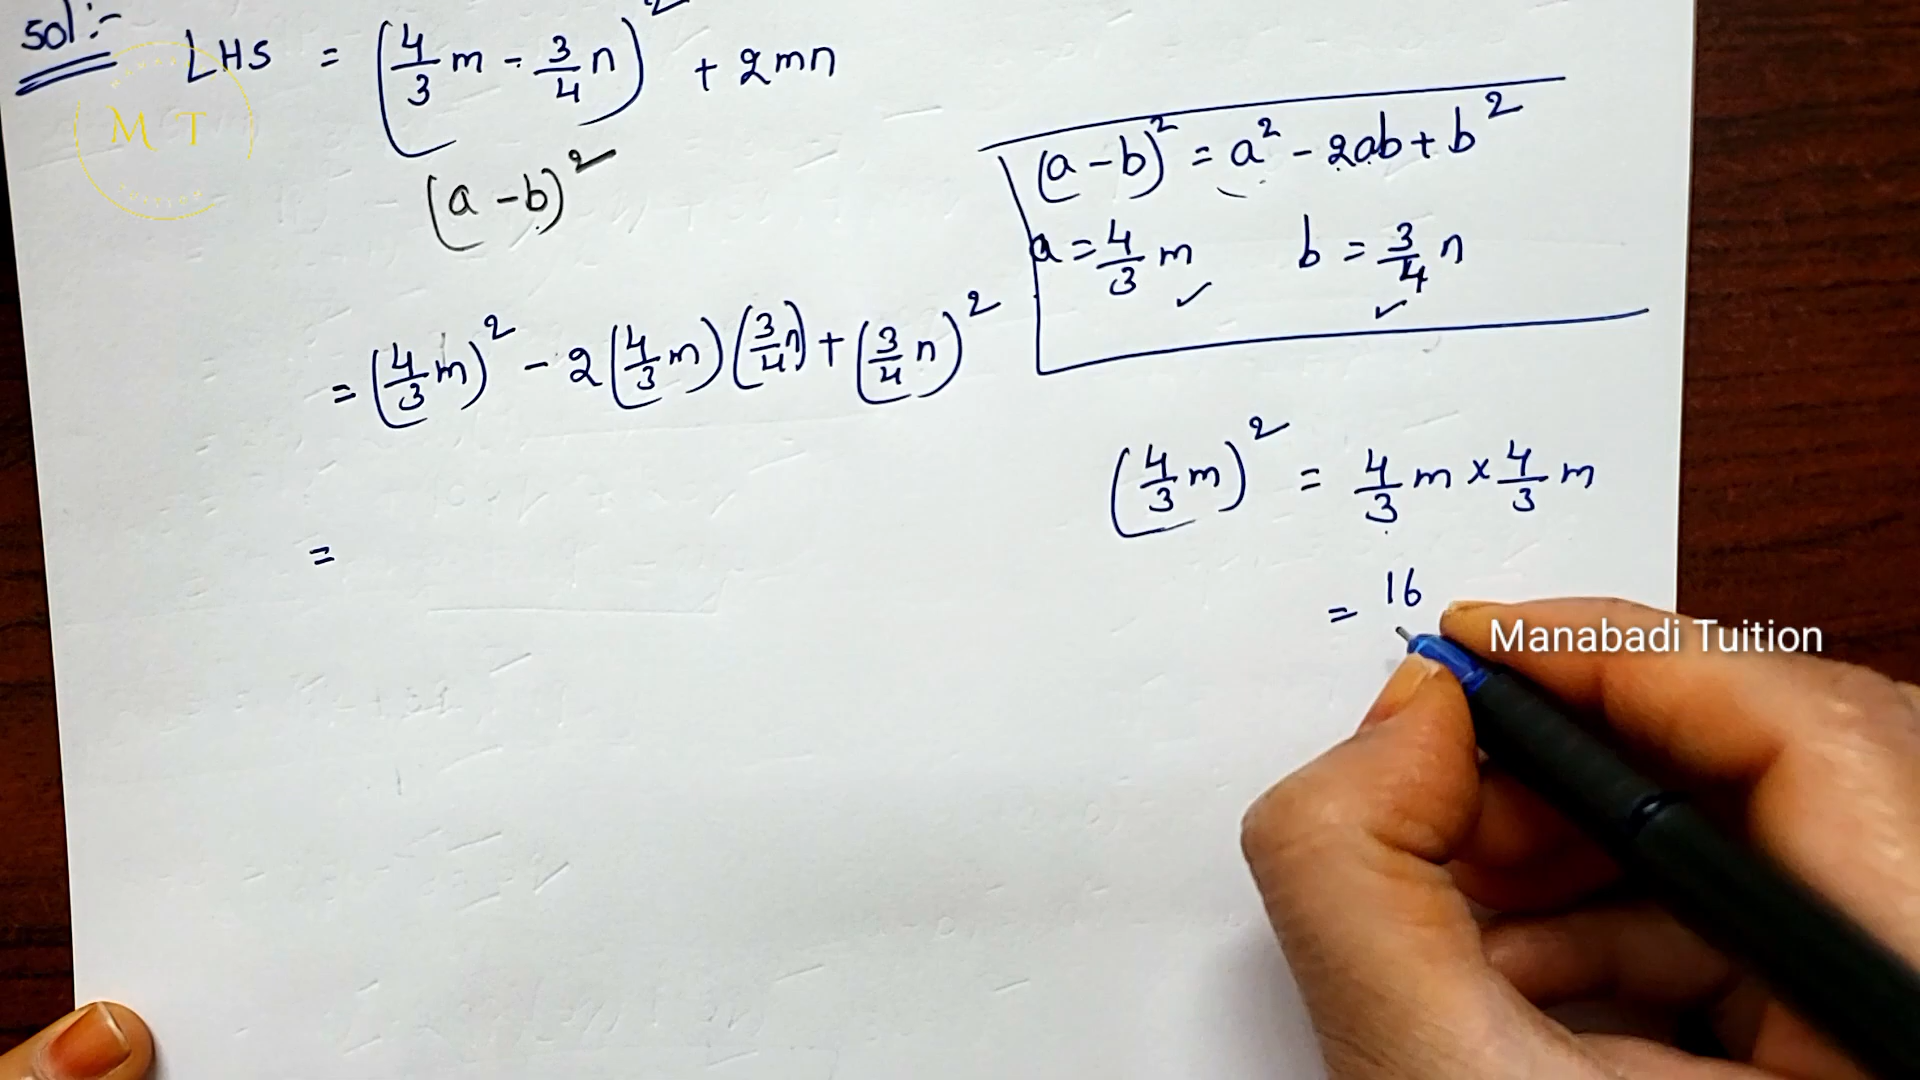 Sol:-
LHS = (4/3 m - 3/4 n)² + 2mn
(a-b)²
(a-b)² = a² - 2ab + b²
a = 4/3 m ✓ b = 3/4 n ✓
= (4/3 m)² - 2(4/3 m)(3/4 n) + (3/4 n)²
(4/3 m)² = 4/3 m × 4/3 m
=
= 16
MT
Manabadi Tuition